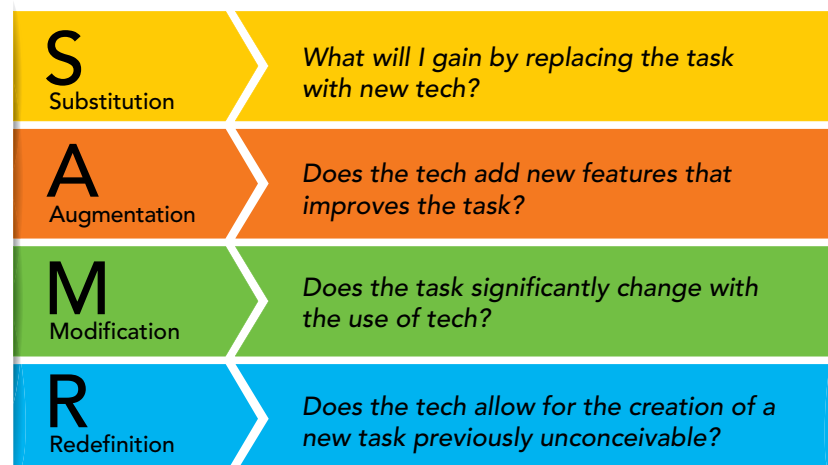 S
Substitution
What will I gain by replacing the task
with new tech?
A
Augmentation
Does the tech add new features that
improves the task?
M
Modification
Does the task significantly change with
the use of tech?
R
Redefinition
Does the tech allow for the creation of a
new task previously unconceivable?